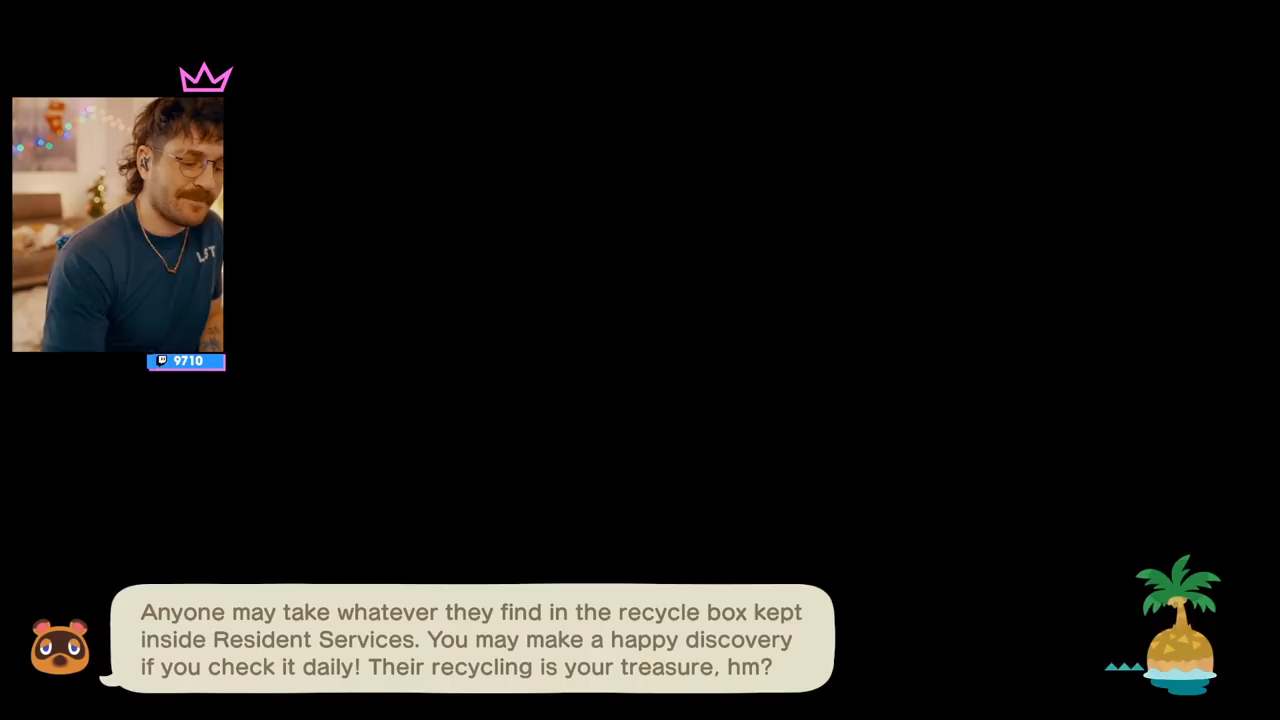 LST
9710
Anyone may take whatever they find in the recycle box kept
inside Resident Services. You may make a happy discovery
if you check it daily! Their recycling is your treasure, hm?